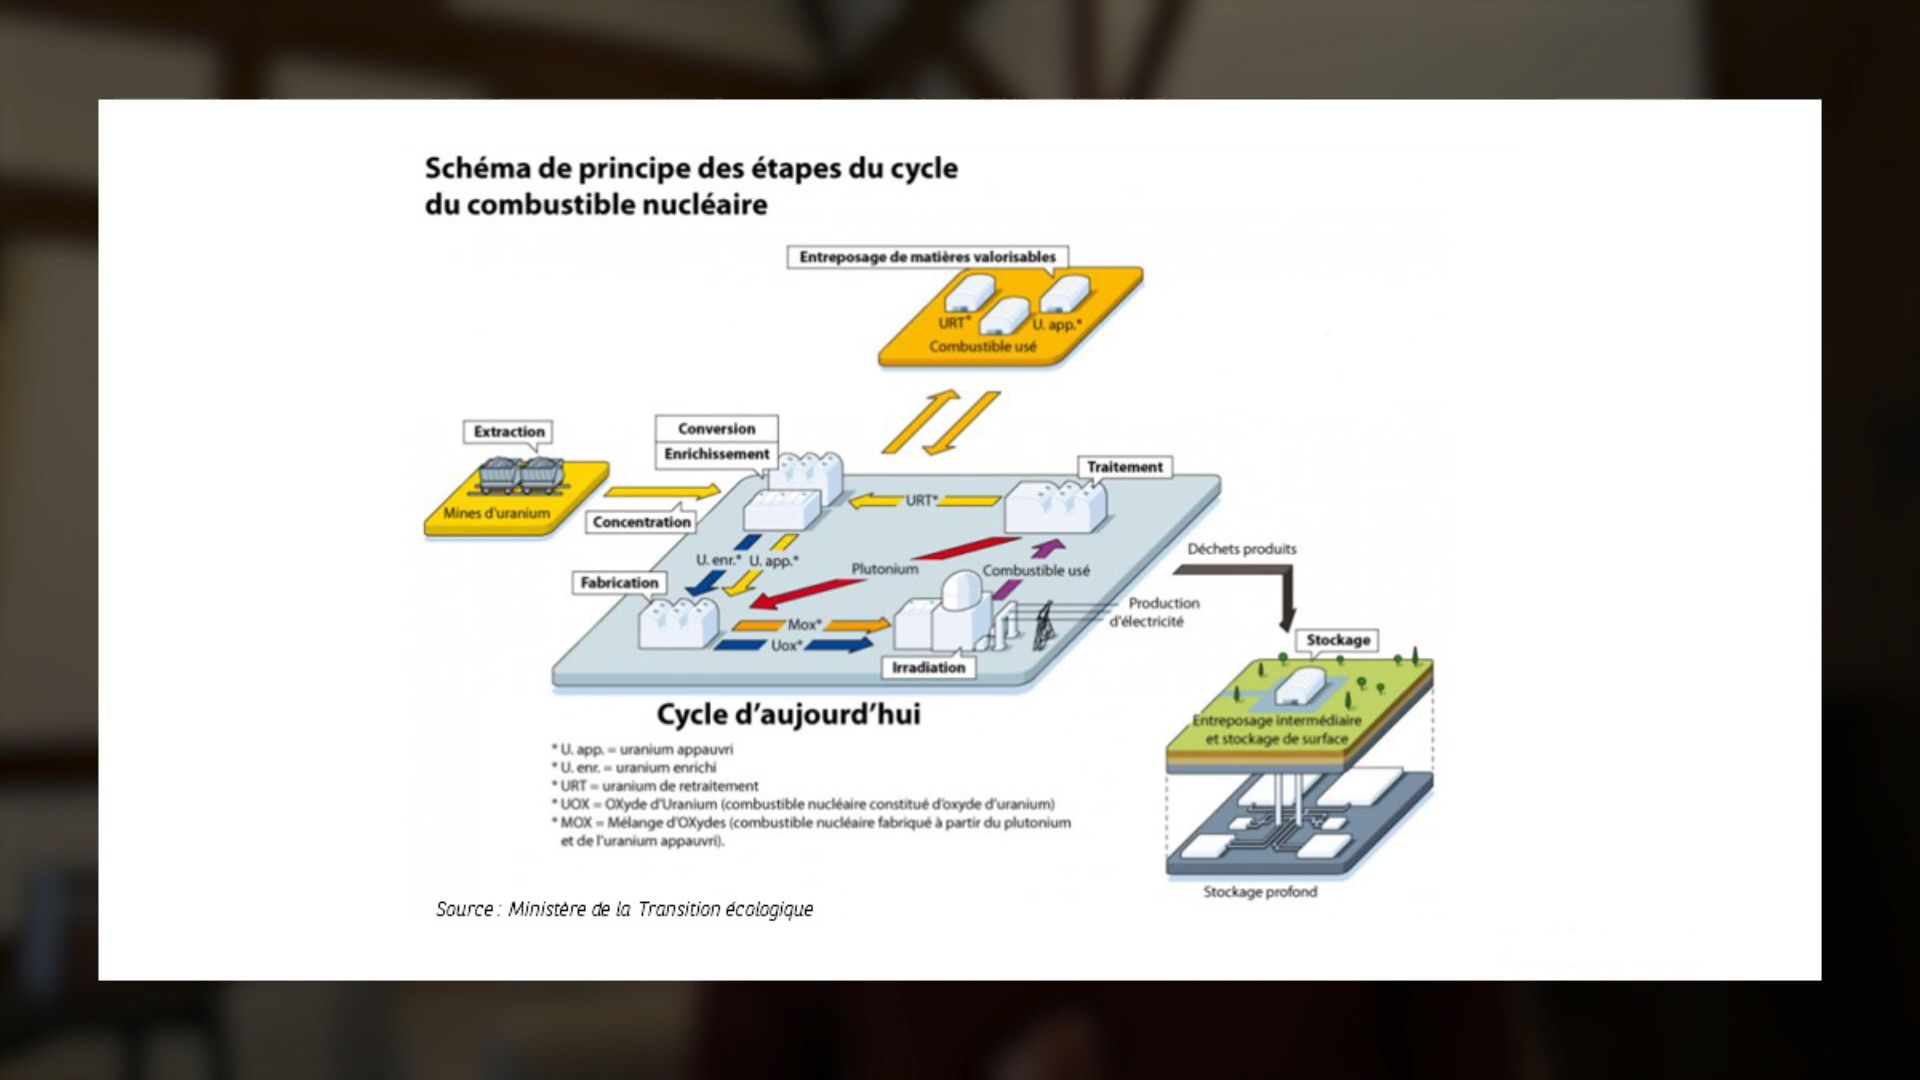 Schéma de principe des étapes du cycle
du combustible nucléaire
Entreposage de matières valorisables
URT*
U. app.*
Combustible usé
Extraction
Mines d'uranium
Concentration
Conversion
Enrichissement
Traitement
URT*
U. enr.*
U. app.*
Plutonium
Combustible usé
Fabrication
Mox*
Uox*
Irradiation
Production
d'électricité
Déchets produits
Stockage
Entreposage intermédiaire
et stockage de surface
Stockage profond
Cycle d'aujourd'hui
* U. app. = uranium appauvri
* U. enr. = uranium enrichi
* URT = uranium de retraitement
* UOX = OXyde d'Uranium (combustible nucléaire constitué d'oxyde d'uranium)
* MOX = Mélange d'OXydes (combustible nucléaire fabriqué à partir du plutonium
et de l'uranium appauvri).
Source : Ministère de la Transition écologique